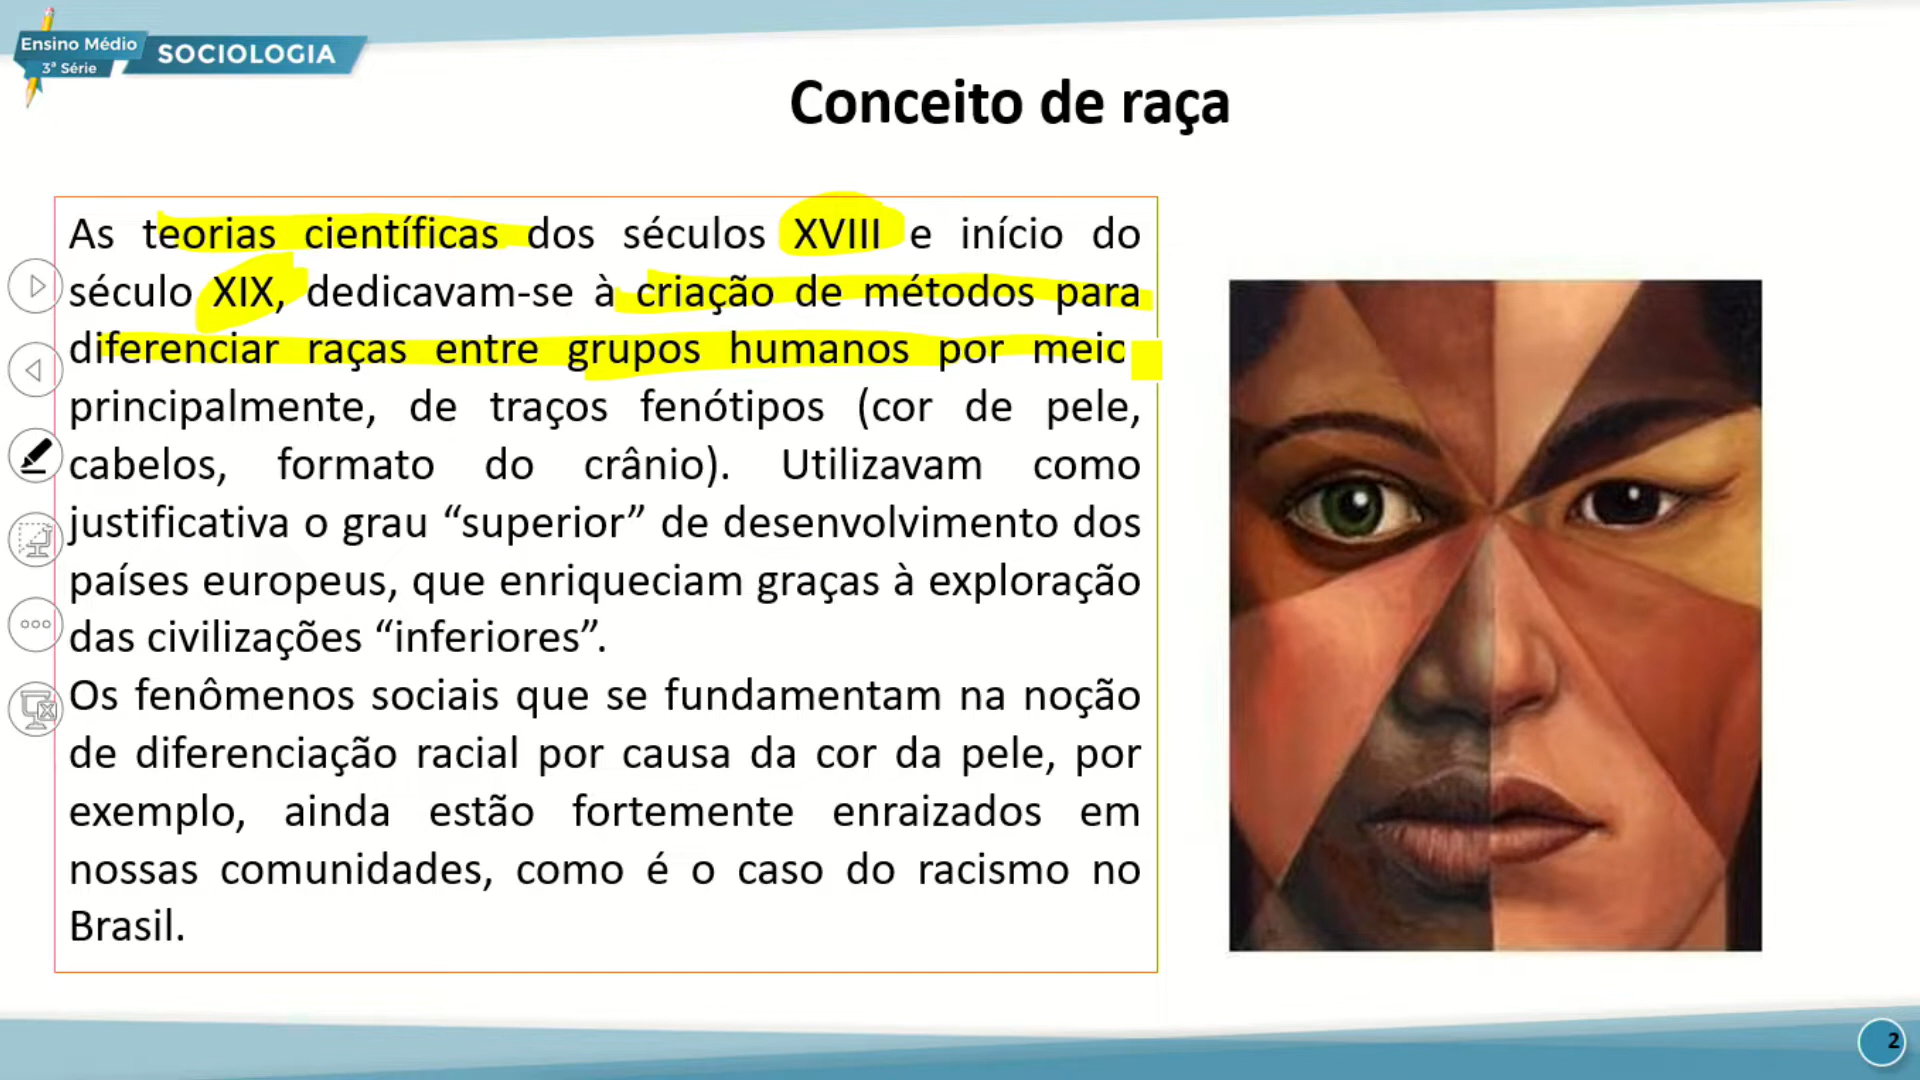 Ensino Médio
3ª Série
SOCIOLOGIA
Conceito de raça
As teorias científicas dos séculos XVIII e início do
século XIX, dedicavam-se à criação de métodos para
diferenciar raças entre grupos humanos por meio
principalmente, de traços fenótipos (cor de pele,
cabelos, formato do crânio). Utilizavam como
justificativa o grau “superior” de desenvolvimento dos
países europeus, que enriqueciam graças à exploração
das civilizações “inferiores”.
Os fenômenos sociais que se fundamentam na noção
de diferenciação racial por causa da cor da pele, por
exemplo, ainda estão fortemente enraizados em
nossas comunidades, como é o caso do racismo no
Brasil.
2